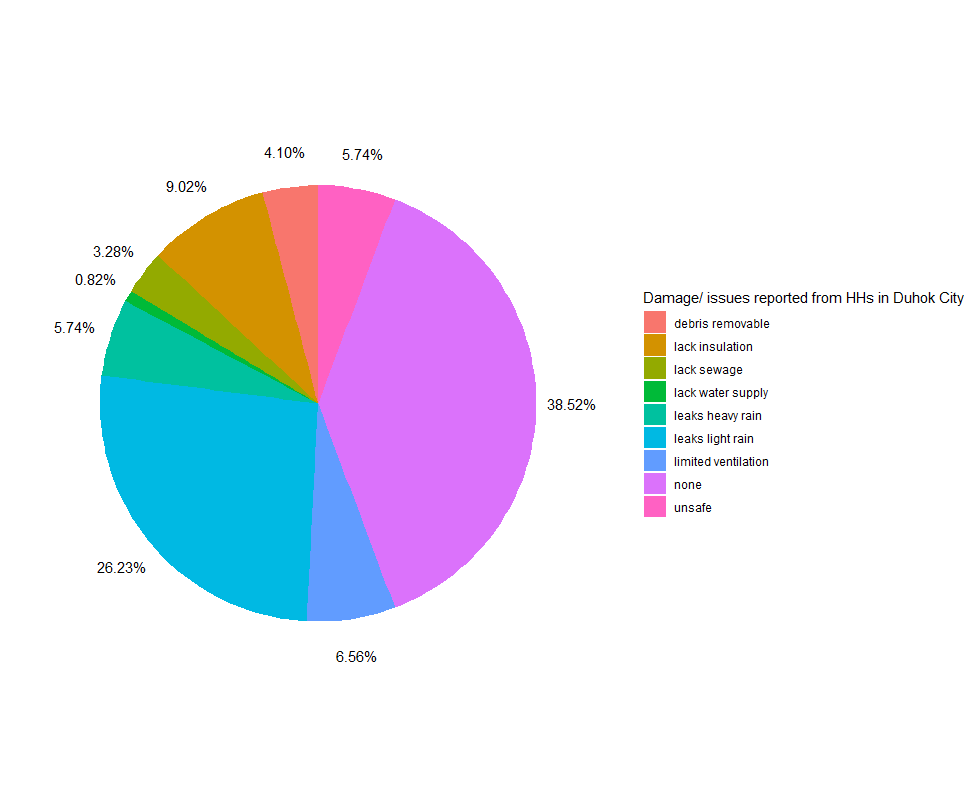 4.10%
5.74%
9.02%
3.28%
0.82%
5.74%
38.52%
26.23%
6.56%
Damage/ issues reported from HHs in Duhok City
debris removable
lack insulation
lack sewage
lack water supply
leaks heavy rain
leaks light rain
limited ventilation
none
unsafe